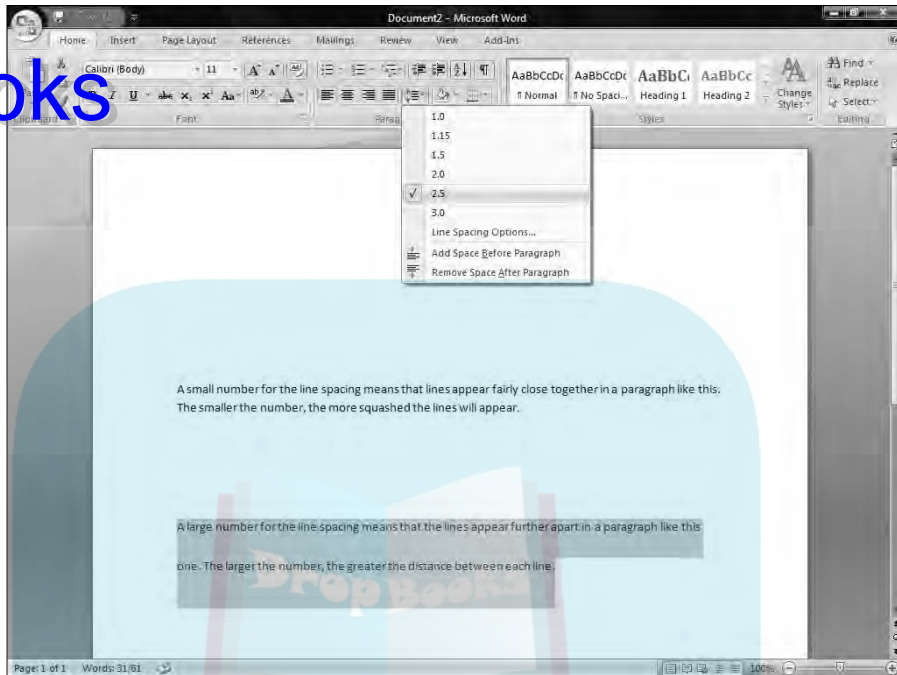 Document2 - Microsoft Word
Home Insert Page Layout References Mailings Review View Add-Ins
oks
Calibri (Body) 11
Find
Replace
Select
AaBbCcDc AaBbCcDc AaBbC AaBbCc
¶ Normal ¶ No Spaci... Heading 1 Heading 2
Change
Styles
Clipboard Font Parag Styles Editing
1.0
1.15
1.5
2.0
2.5
3.0
Line Spacing Options...
Add Space Before Paragraph
Remove Space After Paragraph
A small number for the line spacing means that lines appear fairly close together in a paragraph like this.
The smaller the number, the more squashed the lines will appear.
A large number for the line spacing means that the lines appear further apart in a paragraph like this
one. The larger the number, the greater the distance between each line.
Drop Books
Page: 1 of 1 Words: 31/61 100%